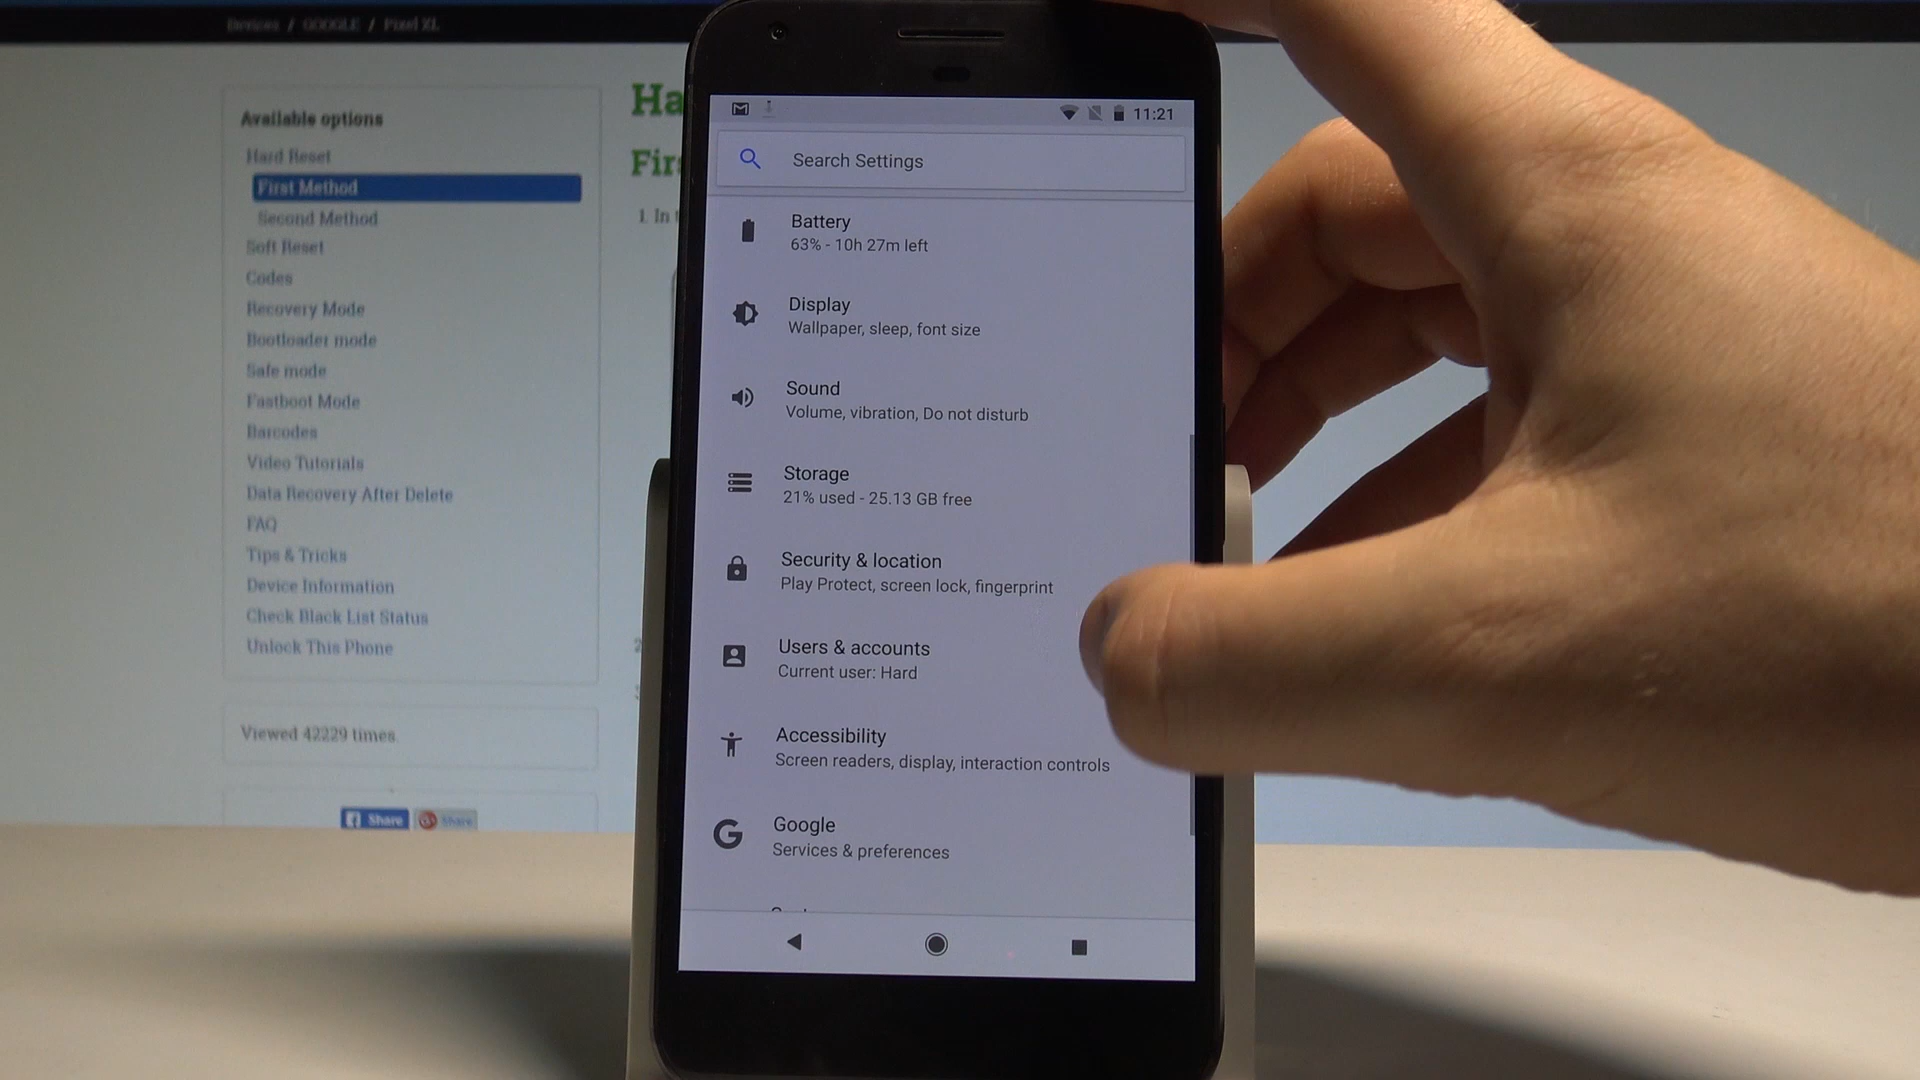 Devices / GOOGLE / Pixel XL
Available options
Hard Reset
First Method
Second Method
Soft Reset
Codes
Recovery Mode
Bootloader mode
Safe mode
Fastboot Mode
Barcodes
Video Tutorials
Data Recovery After Delete
FAQ
Tips & Tricks
Device Information
Check Black List Status
Unlock This Phone
Viewed 42229 times.
Share
Share
Ha
Firs
1. In
11:21
Search Settings
Battery
63% - 10h 27m left
Display
Wallpaper, sleep, font size
Sound
Volume, vibration, Do not disturb
Storage
21% used - 25.13 GB free
Security & location
Play Protect, screen lock, fingerprint
Users & accounts
Current user: Hard
Accessibility
Screen readers, display, interaction controls
Google
Services & preferences